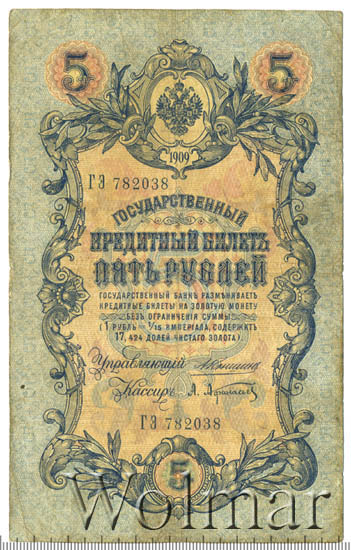 5 5
1909
ГЭ 782038
ГОСУДАРСТВЕННЫЙ
КРЕДИТНЫЙ БИЛЕТЪ
ПЯТЬ РУБЛЕЙ
ГОСУДАРСТВЕННЫЙ БАНКЪ РАЗМѢНИВАЕТЪ
КРЕДИТНЫЕ БИЛЕТЫ НА ЗОЛОТУЮ МОНЕТУ
БЕЗЪ ОГРАНИЧЕНІЯ СУММЫ
(1 РУБЛЬ = 1/15 ИМПЕРІАЛА, СОДЕРЖИТЪ
17,424 ДОЛЕЙ ЧИСТАГО ЗОЛОТА)
Управляющій
Кассиръ А. Афанасьев
ГЭ 782038
5
Wolmar